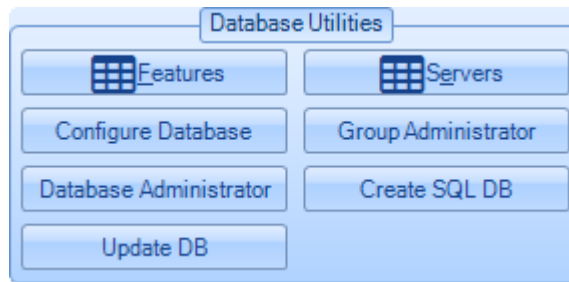 Database Utilities
Features
Servers
Configure Database
Group Administrator
Database Administrator
Create SQL DB
Update DB